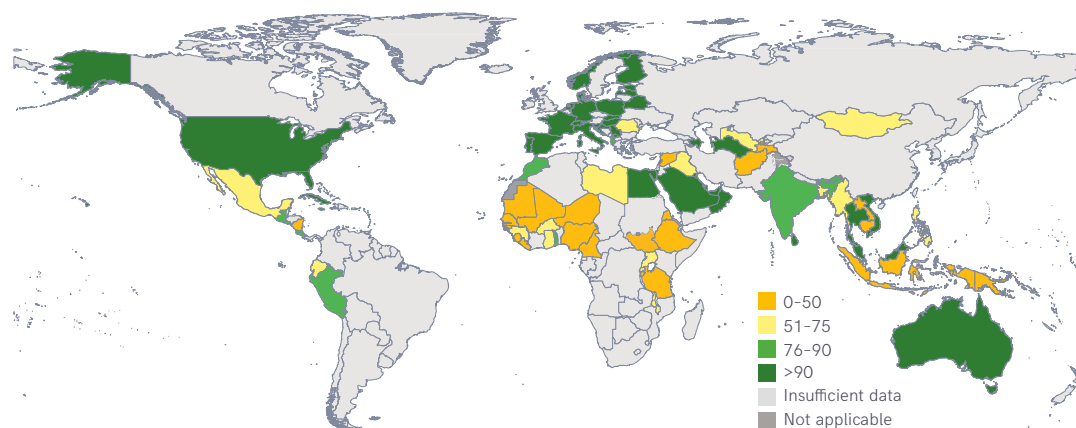 0–50
51–75
76–90
>90
Insufficient data
Not applicable